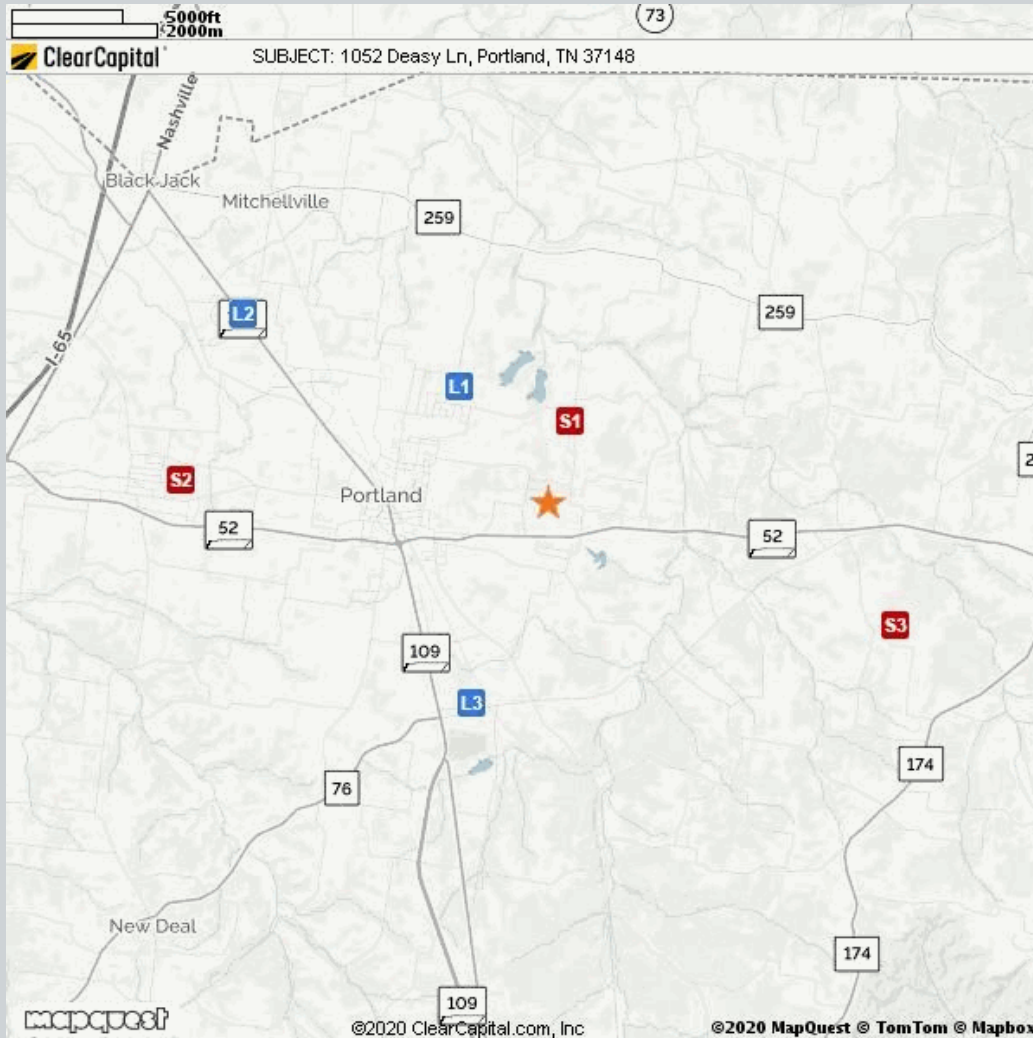 5000ft
2000m
73
ClearCapital
SUBJECT: 1052 Deasy Ln, Portland, TN 37148
Nashville
Black Jack
Mitchellville
259
L2
259
I-65
L1
S1
S2
2
Portland
52
52
S3
109
L3
174
76
New Deal
174
109
mapquest
©2020 ClearCapital.com, Inc
©2020 MapQuest © TomTom © Mapbox